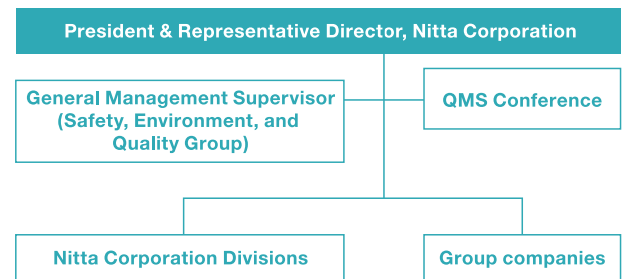 President & Representative Director, Nitta Corporation
General Management Supervisor
(Safety, Environment, and
Quality Group)
QMS Conference
Nitta Corporation Divisions
Group companies